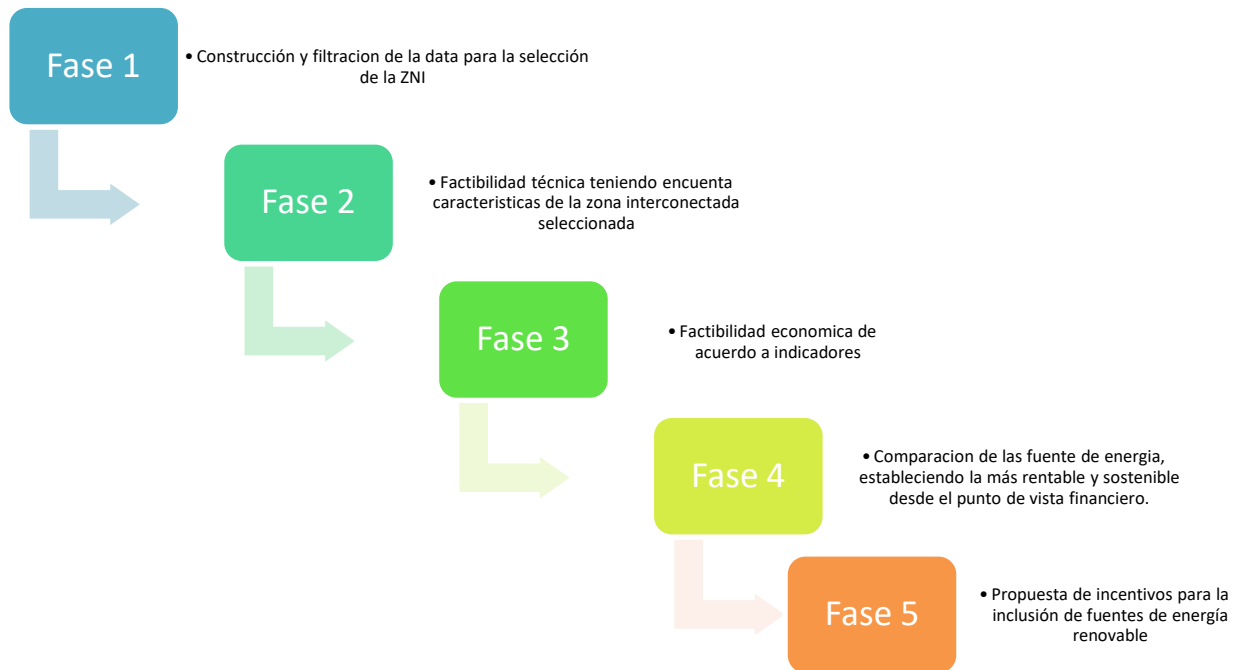 Fase 1
• Construcción y filtracion de la data para la selección
de la ZNI
Fase 2
• Factibilidad técnica teniendo encuenta
caracteristicas de la zona interconectada
seleccionada
Fase 3
• Factibilidad economica de
acuerdo a indicadores
Fase 4
• Comparacion de las fuente de energia,
estableciendo la más rentable y sostenible
desde el punto de vista financiero.
Fase 5
• Propuesta de incentivos para la
inclusión de fuentes de energía
renovable